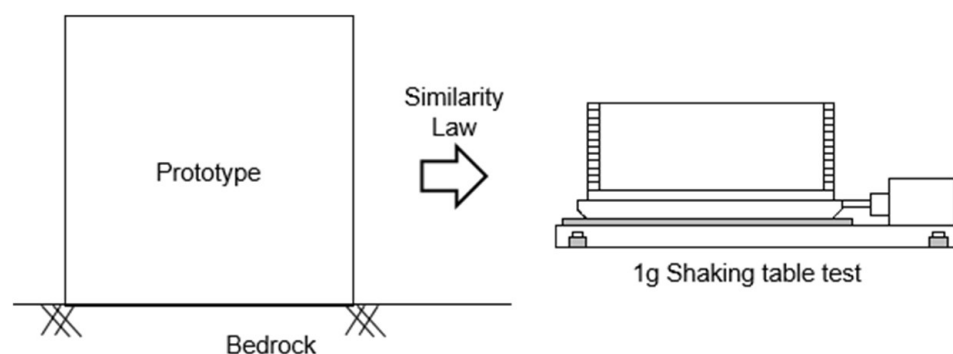 Prototype
Similarity
Law
1g Shaking table test
Bedrock